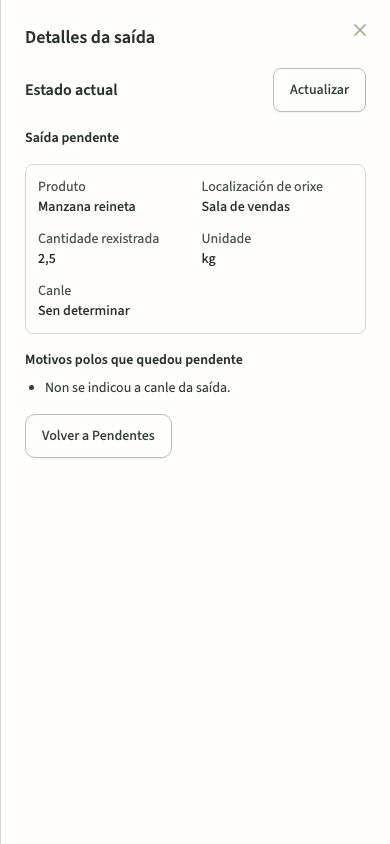 Detalles da saída
Estado actual
Actualizar
Saída pendente
Produto
Manzana reineta
Localización de orixe
Sala de vendas
Cantidade rexistrada
2,5
Unidade
kg
Canle
Sen determinar
Motivos polos que quedou pendente
Non se indicou a canle da saída.
Volver a Pendentes